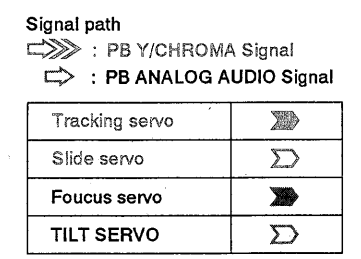 Signal path
: PB Y/CHROMA Signal
: PB ANALOG AUDIO Signal
Tracking servo
Slide servo
Foucus servo
TILT SERVO